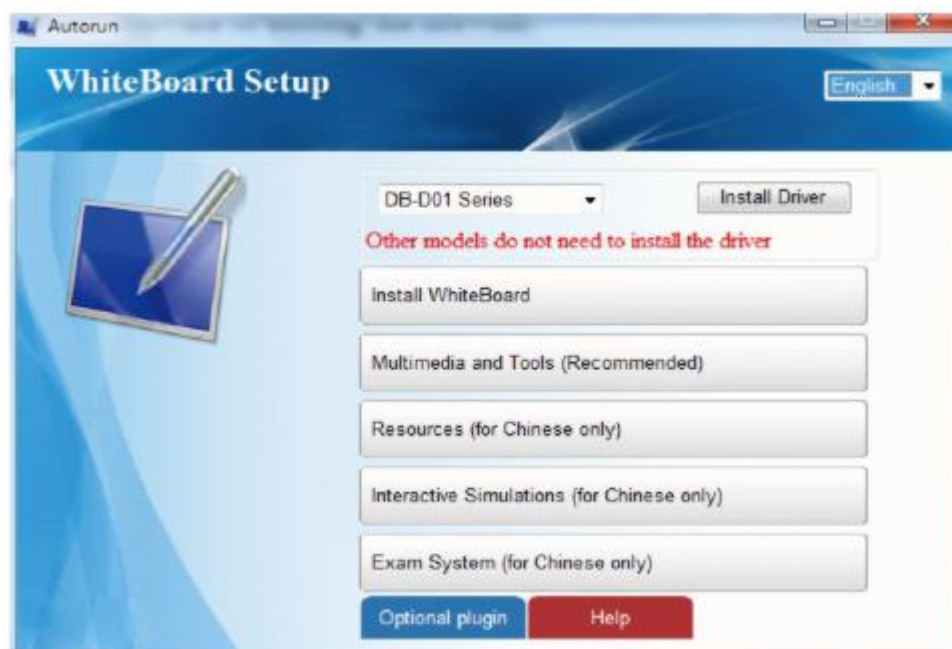 Autorun
WhiteBoard Setup
English
DB-D01 Series
Install Driver
Other models do not need to install the driver
Install WhiteBoard
Multimedia and Tools (Recommended)
Resources (for Chinese only)
Interactive Simulations (for Chinese only)
Exam System (for Chinese only)
Optional plugin
Help